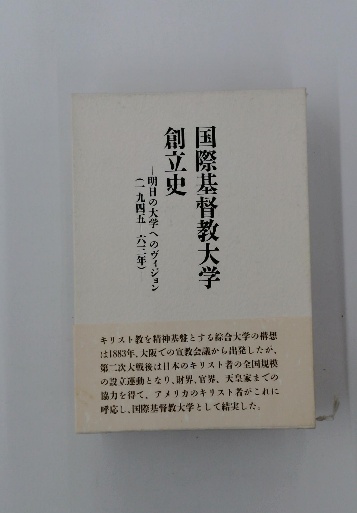 国際基督教大学
創立史
―明日の大学へのヴィジョン
(一九四五―六三年)
キリスト教を精神基盤とする綜合大学の構想
は1883年、大阪での宣教会議から出発したが、
第二次大戦後は日本のキリスト者の全国規模
の設立運動となり、財界、官界、天皇家までの
協力を得て、アメリカのキリスト者がこれに
呼応し、国際基督教大学として結実した。